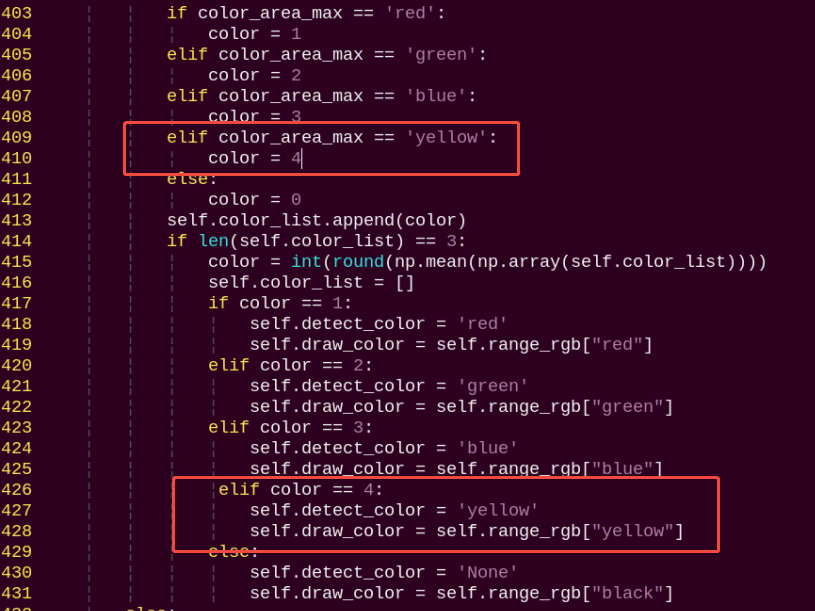 403 if color_area_max == 'red':
404 color = 1
405 elif color_area_max == 'green':
406 color = 2
407 elif color_area_max == 'blue':
408 color = 3
409 elif color_area_max == 'yellow':
410 color = 4
411 else:
412 color = 0
413 self.color_list.append(color)
414 if len(self.color_list) == 3:
415 color = int(round(np.mean(np.array(self.color_list))))
416 self.color_list = []
417 if color == 1:
418 self.detect_color = 'red'
419 self.draw_color = self.range_rgb["red"]
420 elif color == 2:
421 self.detect_color = 'green'
422 self.draw_color = self.range_rgb["green"]
423 elif color == 3:
424 self.detect_color = 'blue'
425 self.draw_color = self.range_rgb["blue"]
426 elif color == 4:
427 self.detect_color = 'yellow'
428 self.draw_color = self.range_rgb["yellow"]
429 else:
430 self.detect_color = 'None'
431 self.draw_color = self.range_rgb["black"]